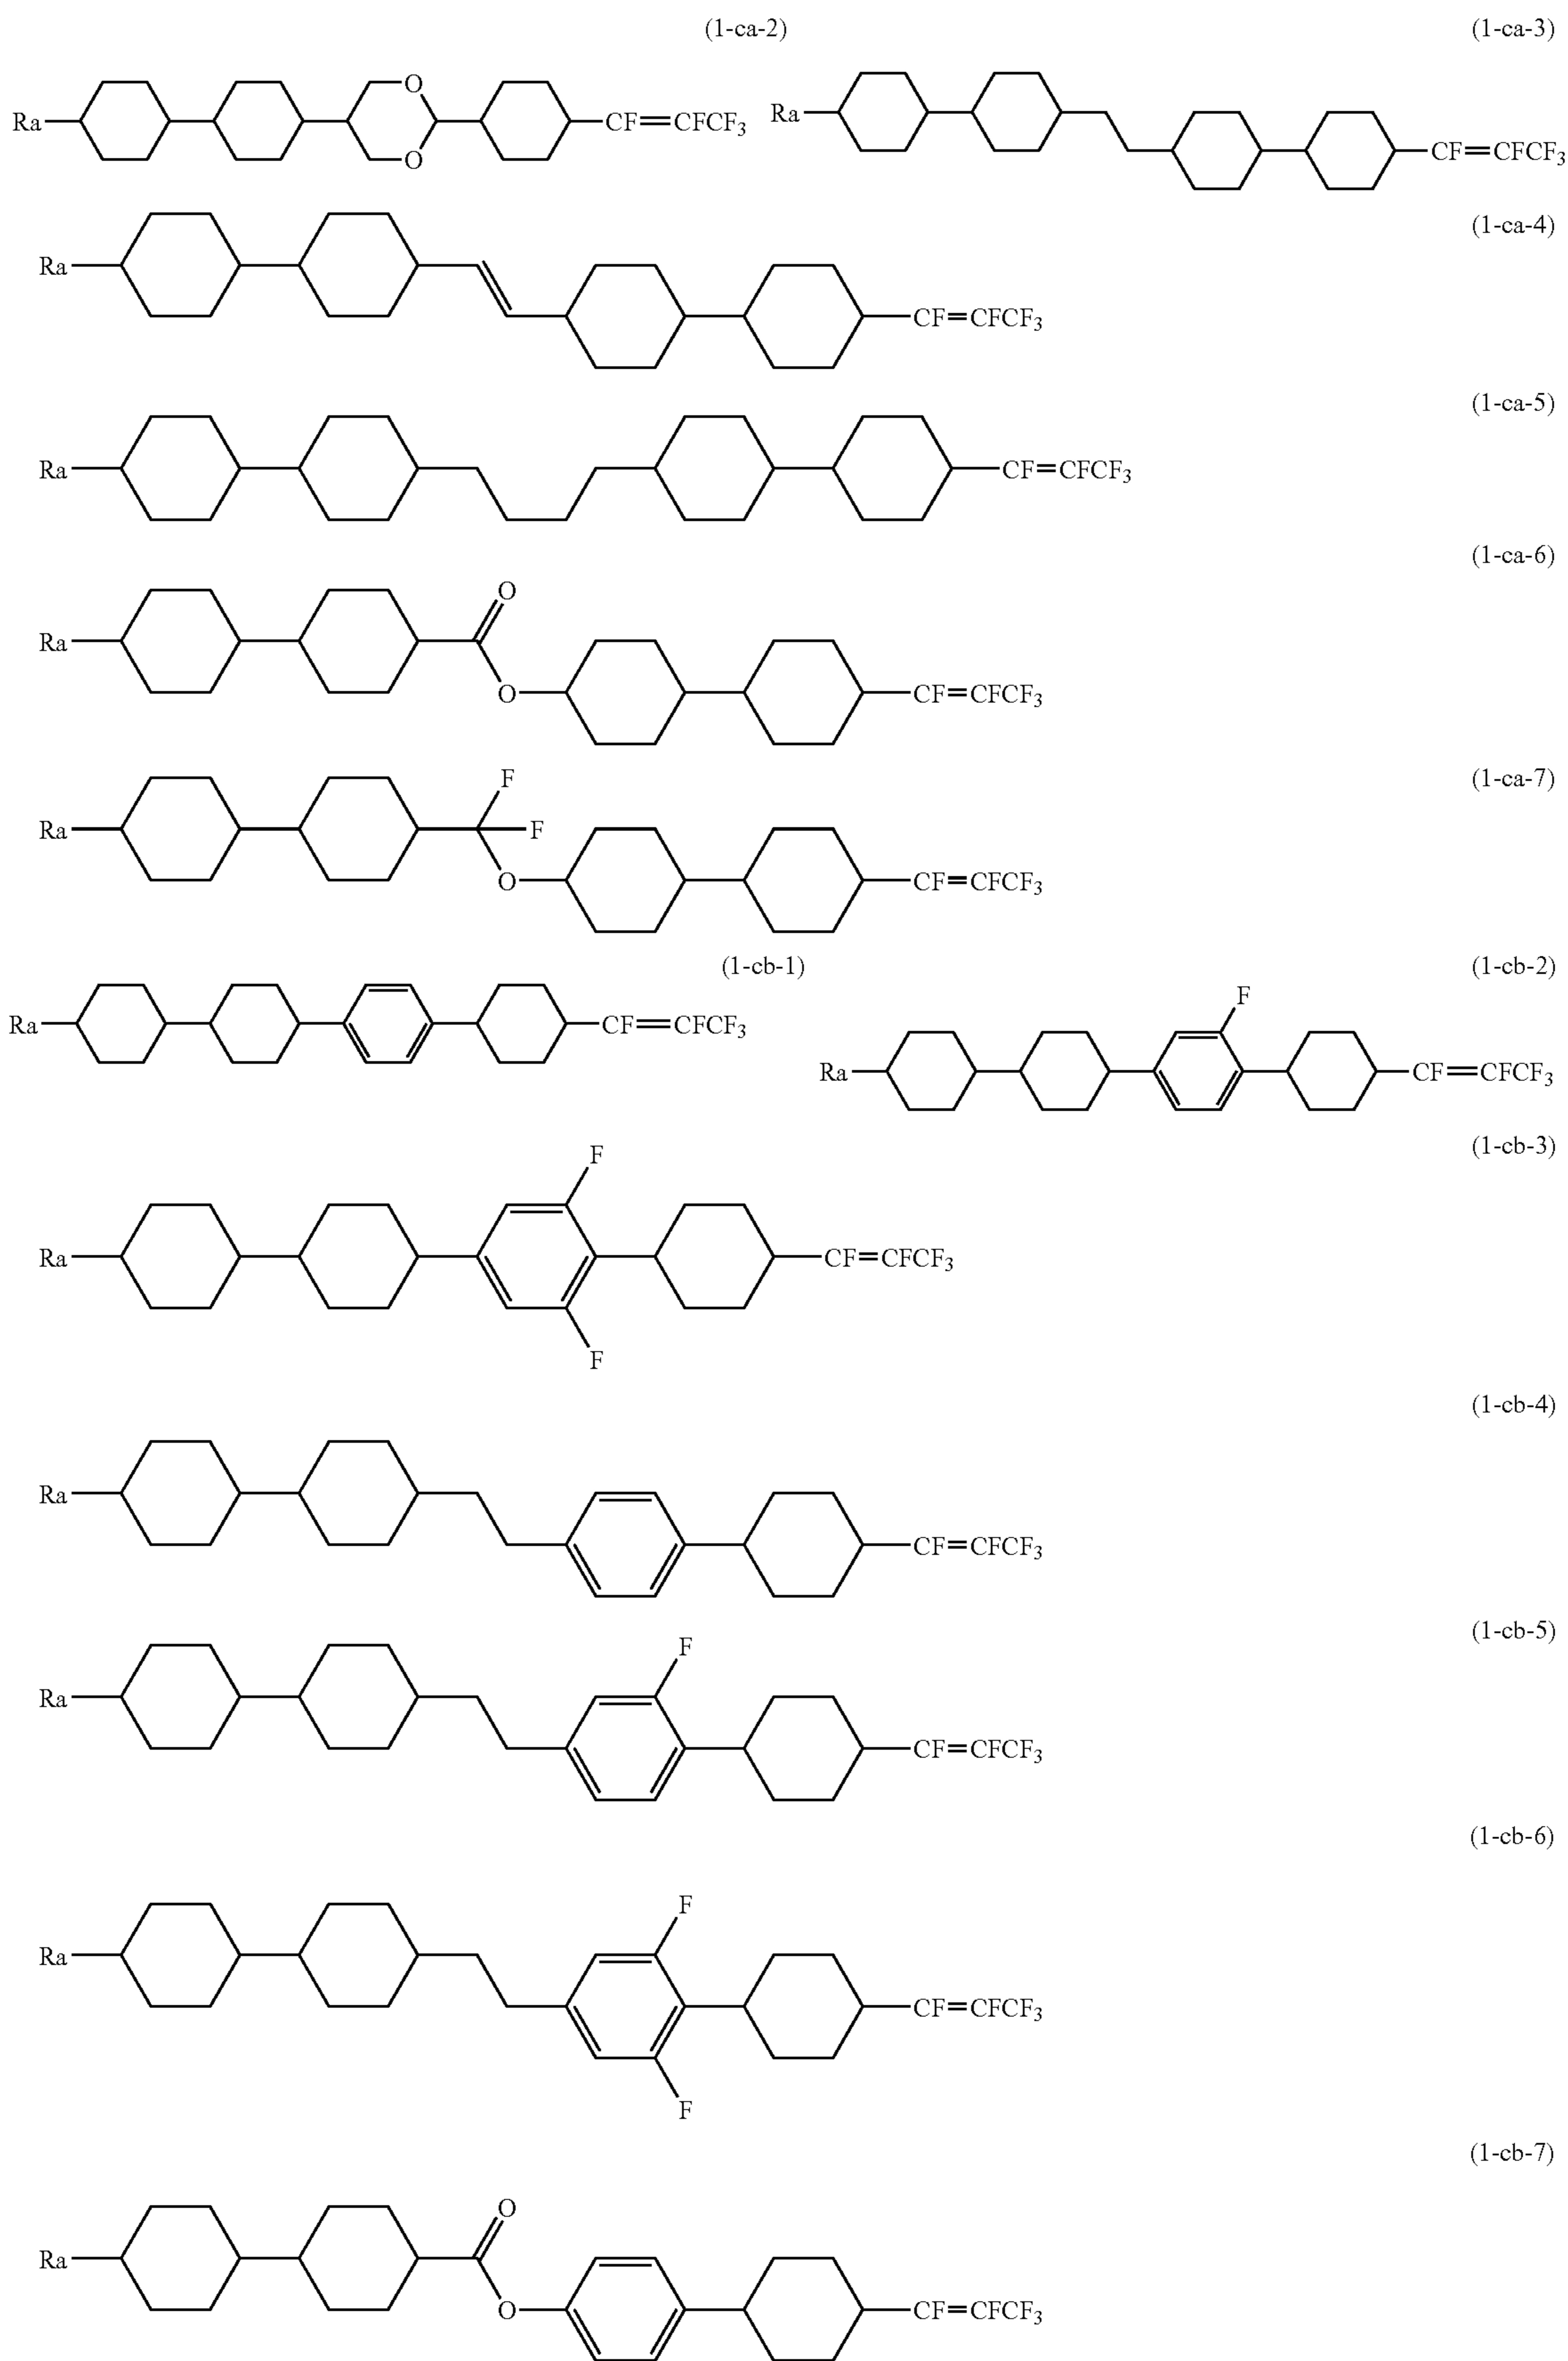 (1-ca-2) (1-ca-3)
Ra O O CF=CFCF3 Ra CF=CFCF3
(1-ca-4)
Ra CF=CFCF3
(1-ca-5)
Ra CF=CFCF3
(1-ca-6)
Ra O O CF=CFCF3
(1-ca-7)
Ra F F O CF=CFCF3
(1-cb-1) (1-cb-2)
Ra CF=CFCF3 Ra F CF=CFCF3
(1-cb-3)
Ra F F CF=CFCF3
(1-cb-4)
Ra CF=CFCF3
(1-cb-5)
Ra F CF=CFCF3
(1-cb-6)
Ra F F CF=CFCF3
(1-cb-7)
Ra O O CF=CFCF3